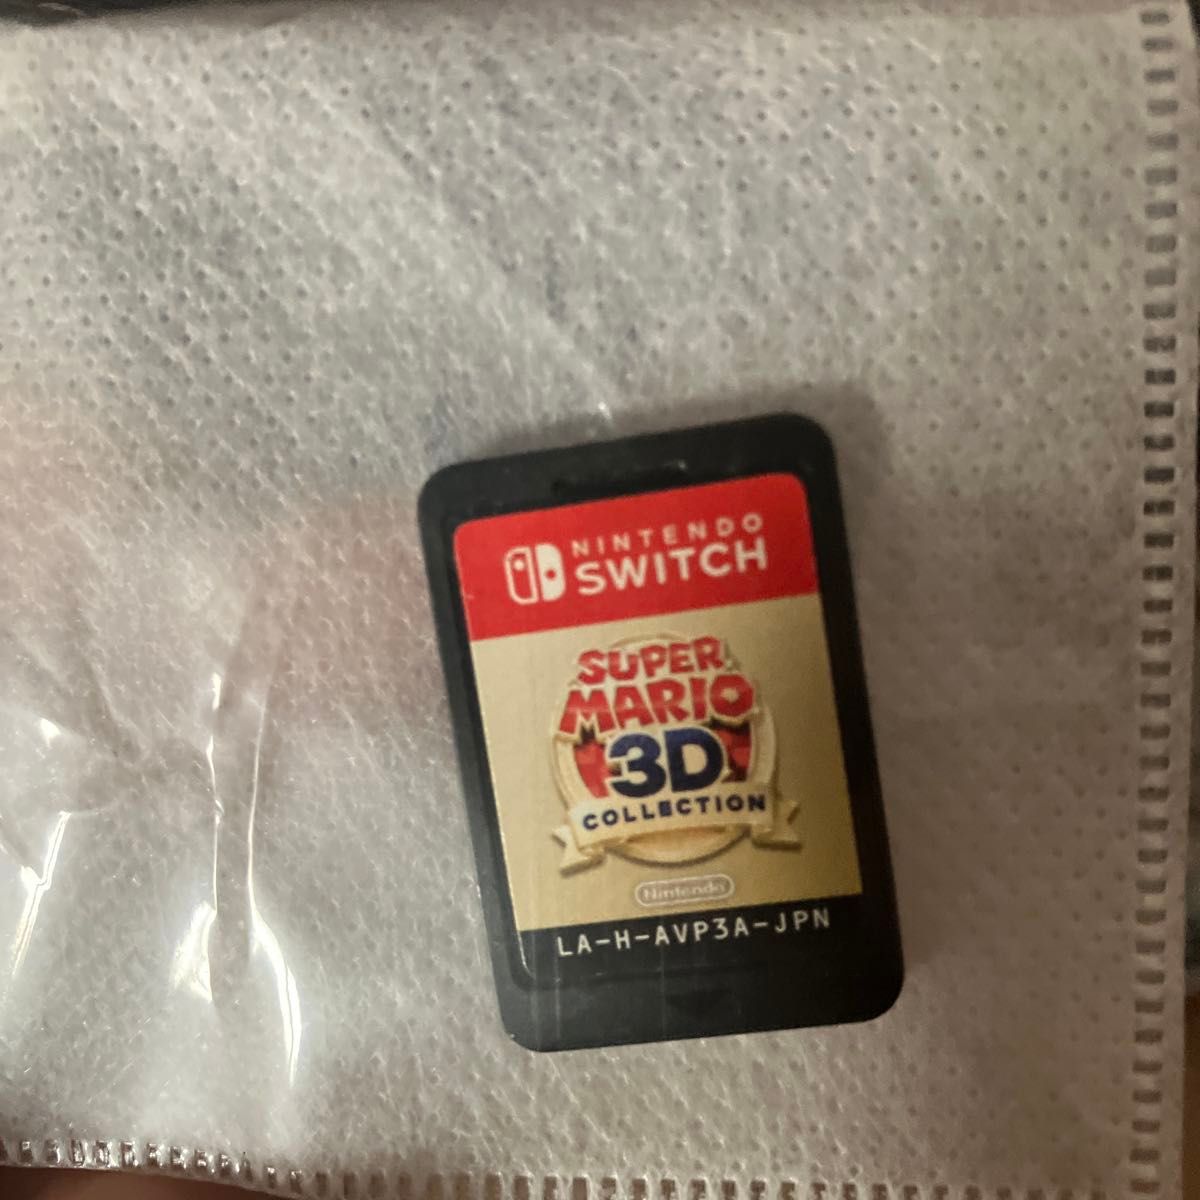 NINTENDO
SWITCH
SUPER
MARIO
3D
COLLECTION
Nintendo
LA-H-AVP3A-JPN